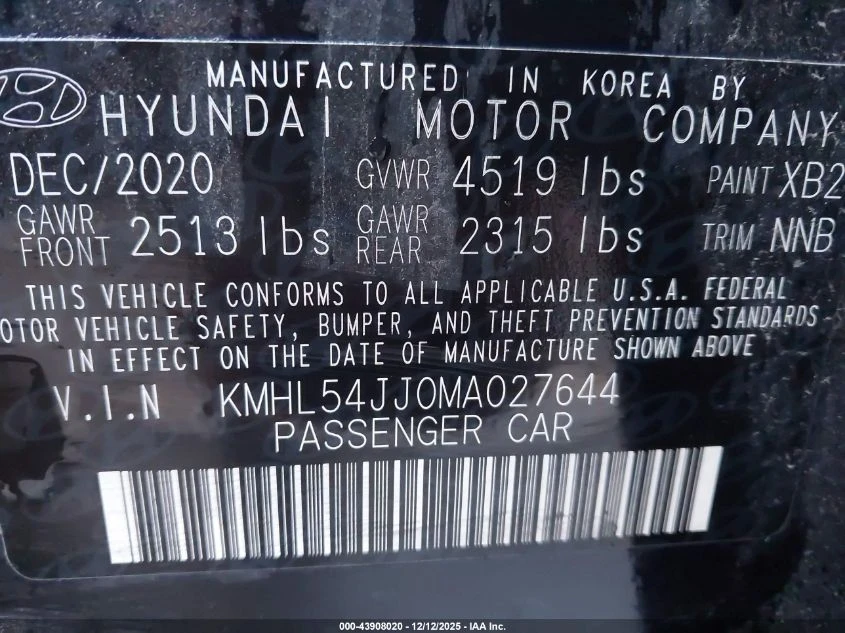 MANUFACTURED IN KOREA BY
HYUNDAI MOTOR COMPANY
DEC/2020 GVWR 4519 lbs PAINT XB2
GAWR FRONT 2513 lbs GAWR REAR 2315 lbs TRIM NNB
THIS VEHICLE CONFORMS TO ALL APPLICABLE U.S.A. FEDERAL
OTOR VEHICLE SAFETY, BUMPER, AND THEFT PREVENTION STANDARDS
IN EFFECT ON THE DATE OF MANUFACTURE SHOWN ABOVE
V.I.N KMHL54JJ0MA027644
PASSENGER CAR
000-43908020 - 12/12/2025 - IAA Inc.